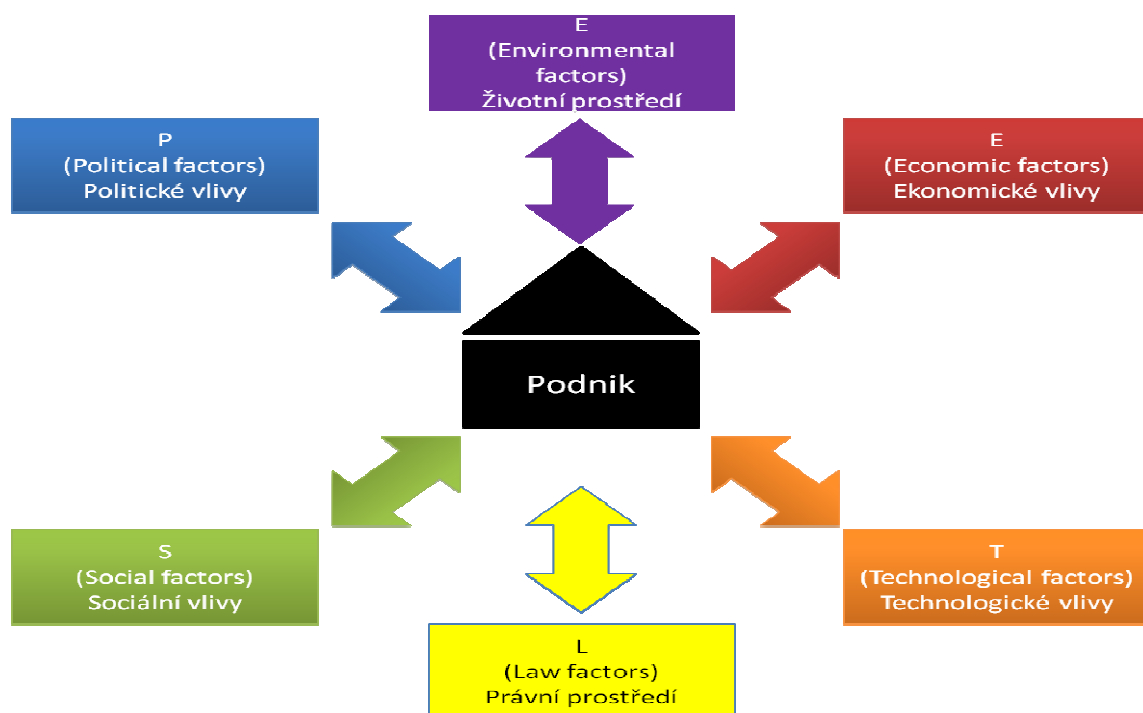 E
(Environmental
factors)
Životní prostředí
P
(Political factors)
Politické vlivy
E
(Economic factors)
Ekonomické vlivy
Podnik
S
(Social factors)
Sociální vlivy
T
(Technological factors)
Technologické vlivy
L
(Law factors)
Právní prostředí